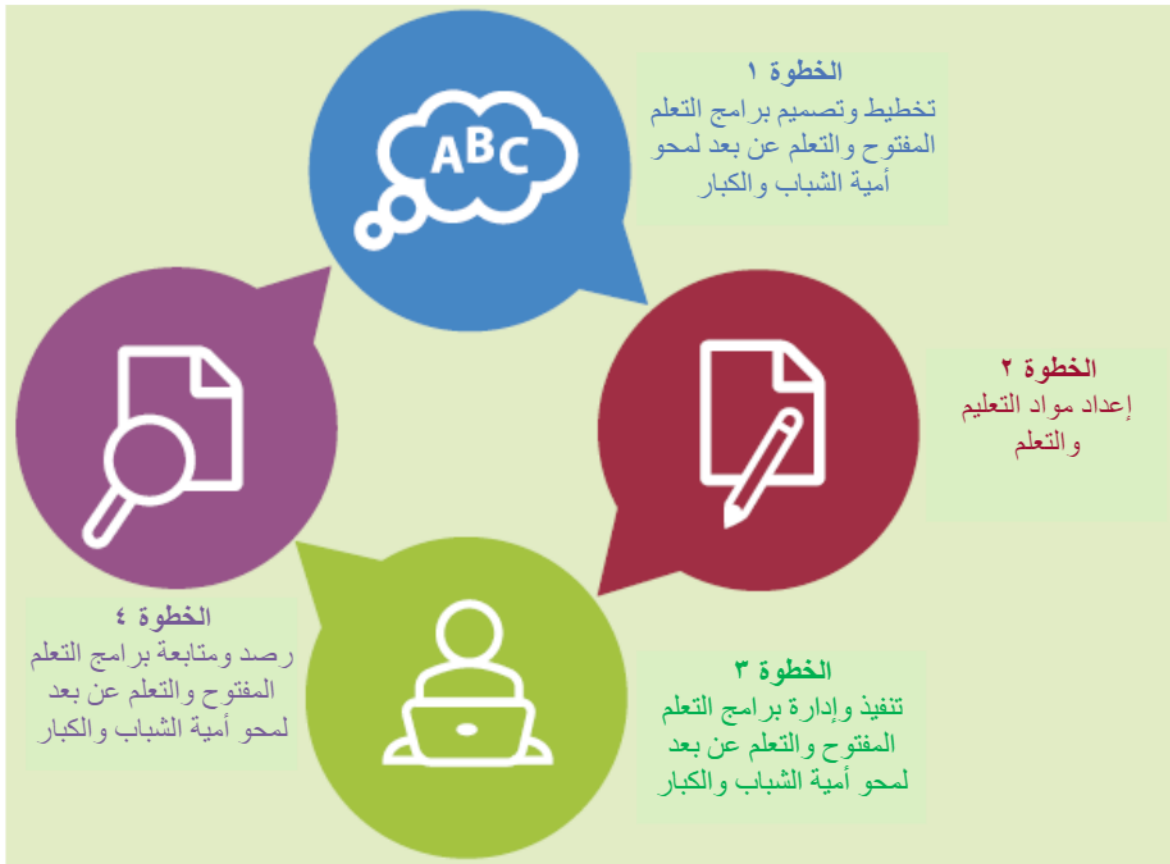 ABC
الخطوة ١
تخطيط وتصميم برامج التعلم
المفتوح والتعلم عن بعد لمحو
أمية الشباب والكبار
الخطوة ٢
إعداد مواد التعليم
والتعلم
الخطوة ٣
تنفيذ وإدارة برامج التعلم
المفتوح والتعلم عن بعد
لمحو أمية الشباب والكبار
الخطوة ٤
رصد ومتابعة برامج التعلم
المفتوح والتعلم عن بعد
لمحو أمية الشباب والكبار